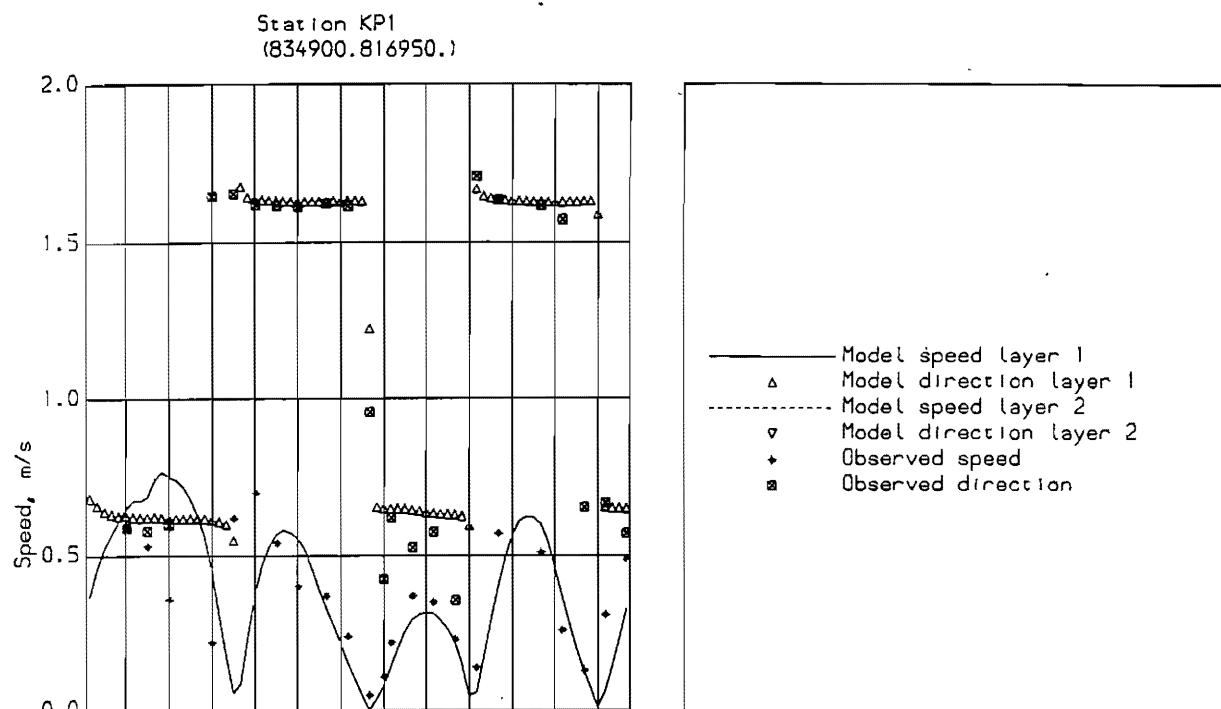 Station KP1
(834900.816950.)
2.0
1.5
1.0
0.5
0.0
Speed, m/s
Model speed layer 1
Model direction layer 1
Model speed layer 2
Model direction layer 2
Observed speed
Observed direction